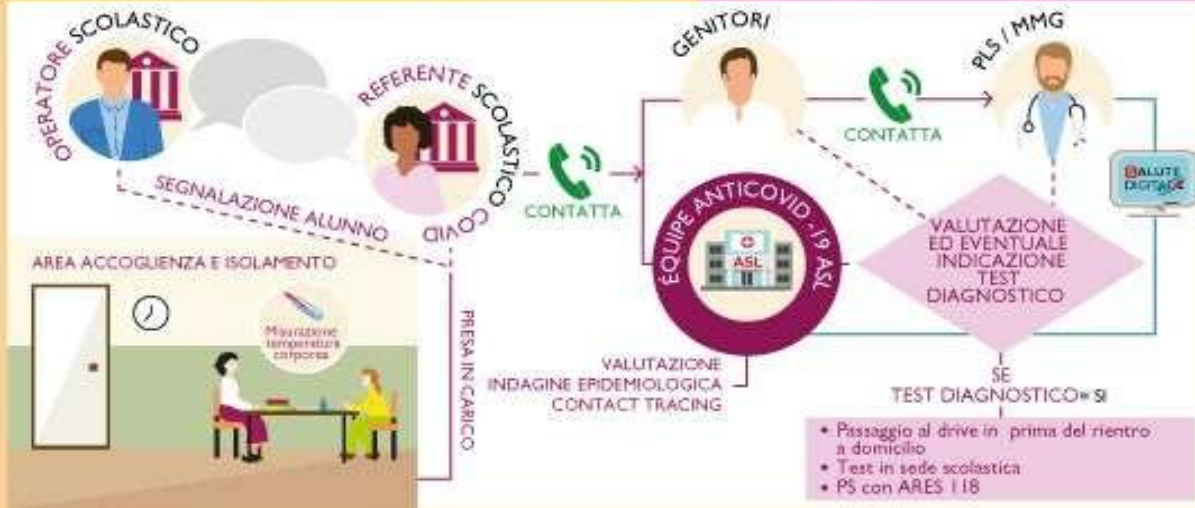 OPERATORE SCOLASTICO
REFERENTE SCOLASTICO COVID
SEGNALAZIONE ALUNNO
AREA ACCOGLIENZA E ISOLAMENTO
Misurazione
temperatura
corporea
PRESA IN CARICO
CONTATTA
GENITORI
CONTATTA
PLS / MMG
SALUTE
DIGITALE
ÉQUIPE ANTICOVID -19 ASL
ASL
VALUTAZIONE
ED EVENTUALE
INDICAZIONE
TEST
DIAGNOSTICO
VALUTAZIONE
INDAGINE EPIDEMIOLOGICA
CONTACT TRACING
SE
TEST DIAGNOSTICO= SI
• Passaggio al drive in prima del rientro
a domicilio
• Test in sede scolastica
• PS con ARES 118